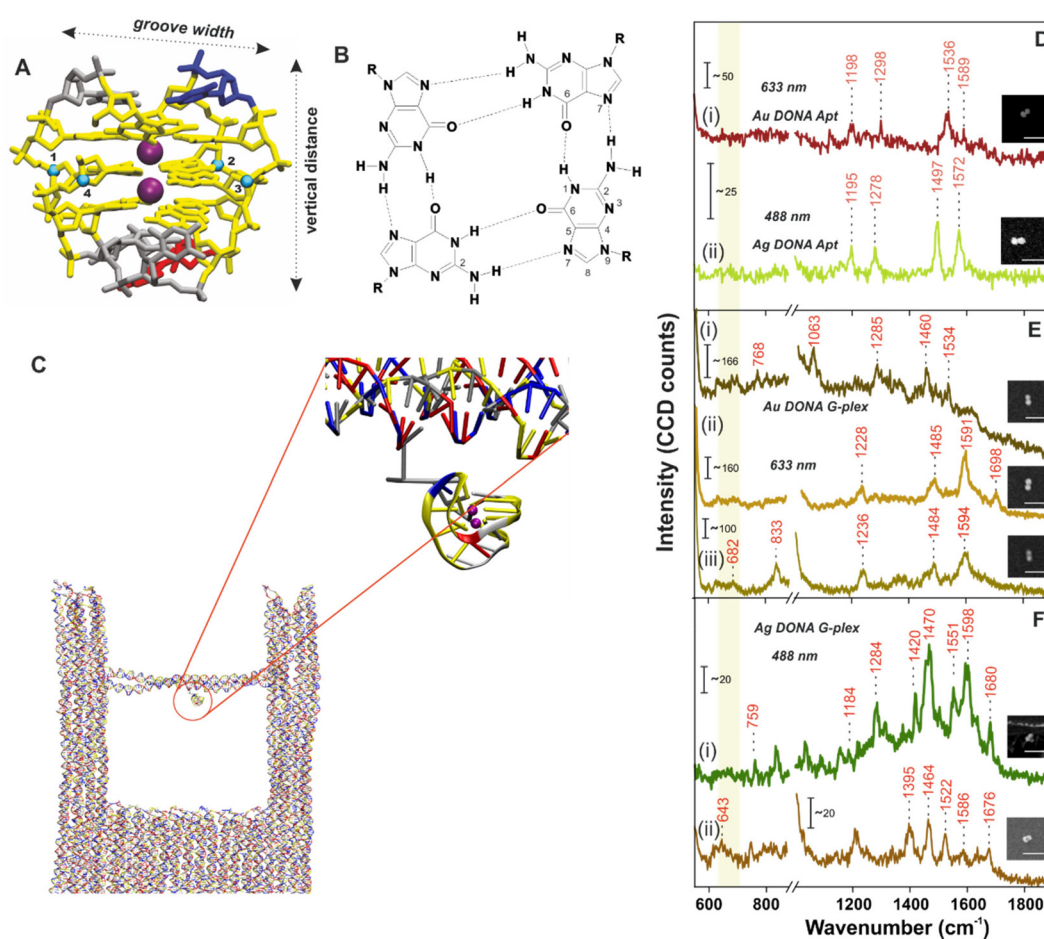 A
groove width
vertical distance
1
2
3
4
B
R
N
H
N
H
N
N
R
O
H
N
6
7
N
O
H
N
H
N
H
H
H
N
H
1
N
2
3
N
4
5
6
O
7
N
8
9
N
R
O
N
H
2
N
H
H
N
N
R
C
Intensity (CCD counts)
D
~50
633 nm
(i)
Au DONA Apt
1198
1298
1536
1589
~25
488 nm
(ii)
Ag DONA Apt
1195
1278
1497
1572
E
(i)
~166
768
1063
1285
1460
1534
Au DONA G-plex
(ii)
~160
633 nm
1228
1485
1591
1698
~100
(iii)
682
833
1236
1484
1594
F
Ag DONA G-plex
488 nm
~20
(i)
759
1184
1284
1420
1470
1551
1598
1680
(ii)
~20
643
1395
1464
1522
1586
1676
600 800 1200 1400 1600 1800
Wavenumber (cm⁻¹)